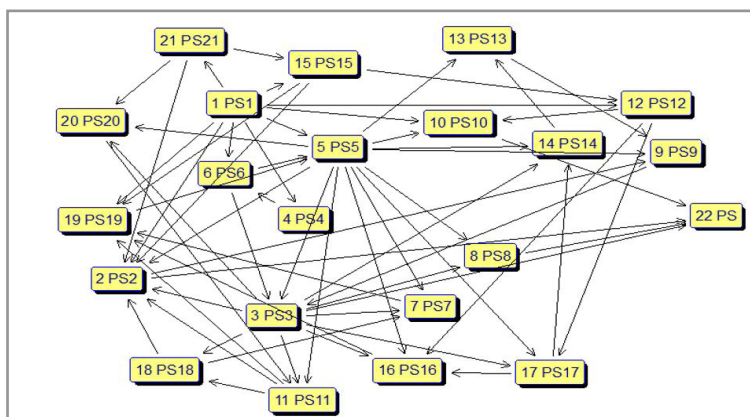 21 PS21
13 PS13
15 PS15
1 PS1
12 PS12
20 PS20
10 PS10
5 PS5
14 PS14
9 PS9
6 PS6
19 PS19
4 PS4
22 PS
8 PS8
2 PS2
7 PS7
3 PS3
18 PS18
16 PS16
17 PS17
11 PS11